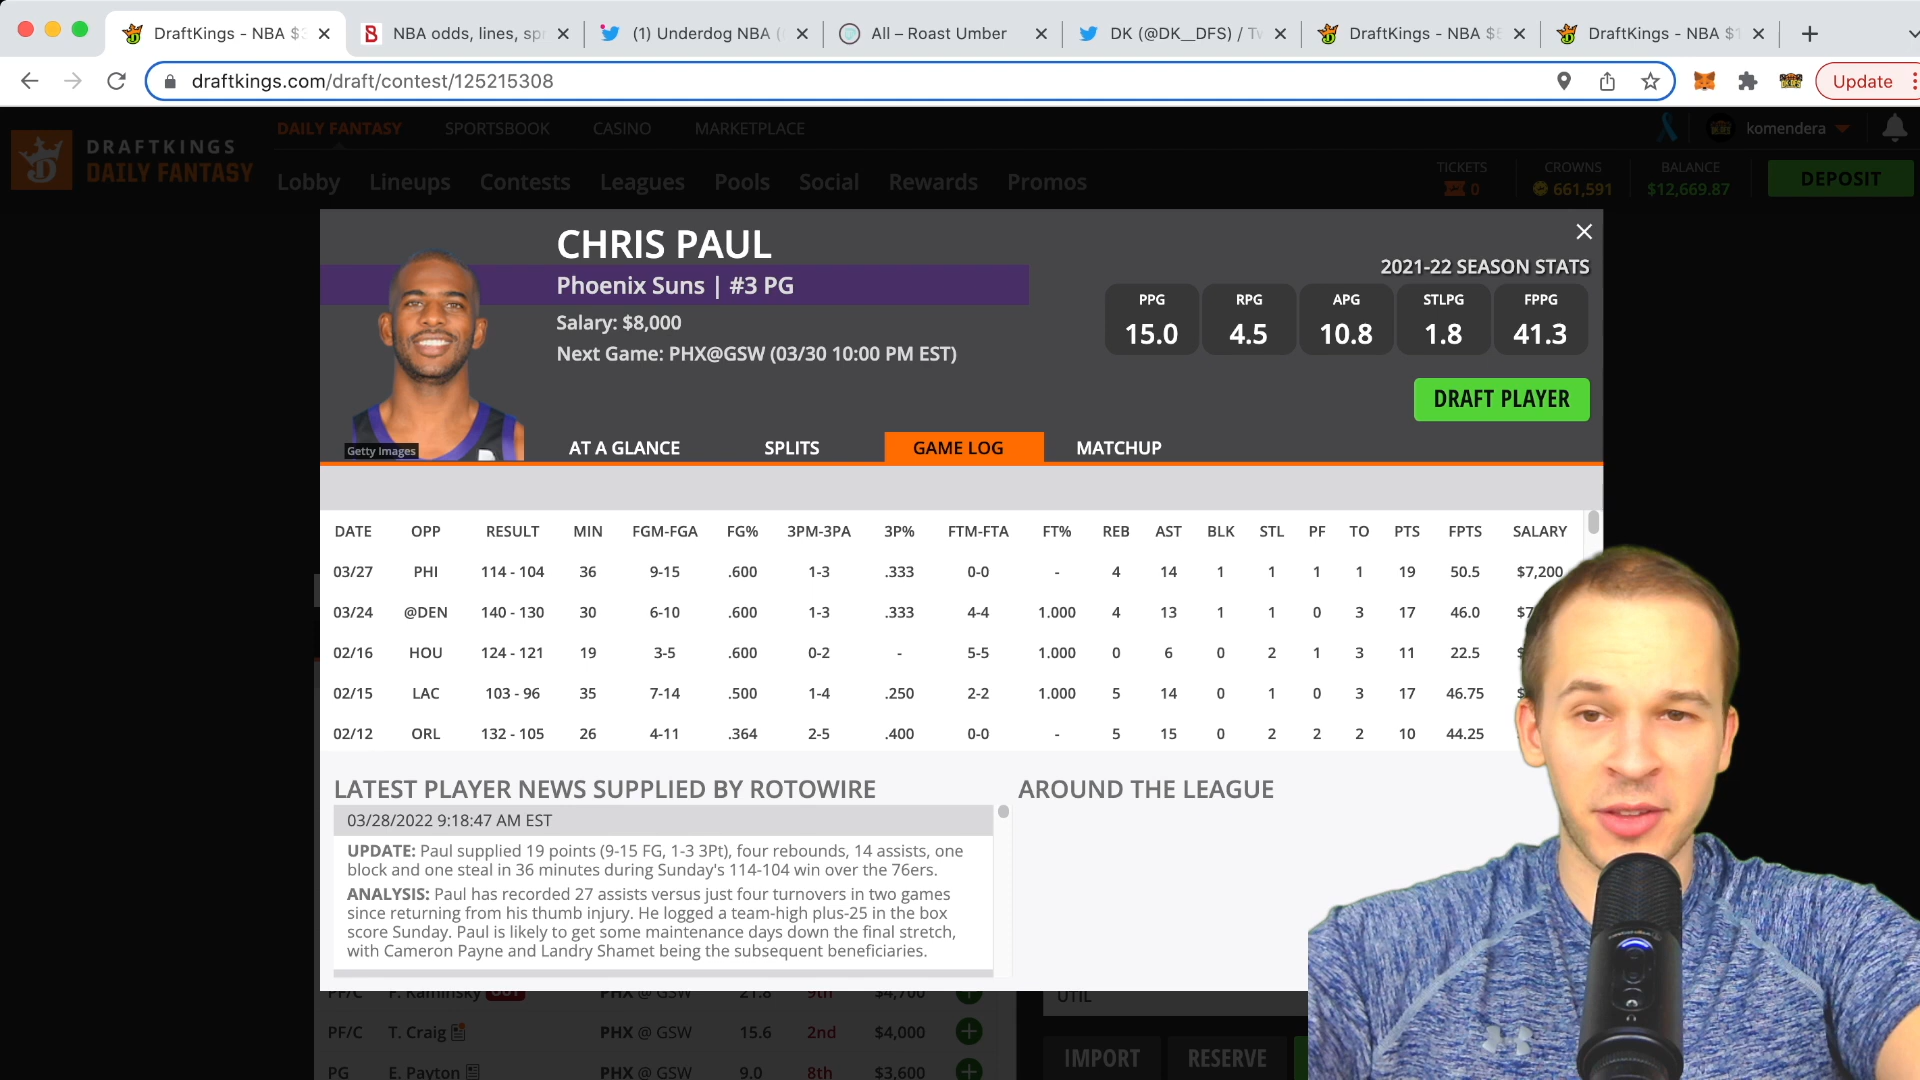 DraftKings - NBA $3
NBA odds, lines, spr
(1) Underdog NBA (
All – Roast Umber
DK (@DK__DFS) / Tw
DraftKings - NBA $
DraftKings - NBA $1
draftkings.com/draft/contest/125215308
Update
DRAFTKINGS
DAILY FANTASY
DAILY FANTASY SPORTSBOOK CASINO MARKETPLACE
komendera
Lobby Lineups Contests Leagues Pools Social Rewards Promos
TICKETS CROWNS BALANCE
0 661,591 $12,669.87
DEPOSIT
CHRIS PAUL
Phoenix Suns | #3 PG
Salary: $8,000
Next Game: PHX@GSW (03/30 10:00 PM EST)
Getty Images
2021-22 SEASON STATS
PPG RPG APG STLPG FPPG
15.0 4.5 10.8 1.8 41.3
DRAFT PLAYER
AT A GLANCE SPLITS GAME LOG MATCHUP
DATE OPP RESULT MIN FGM-FGA FG% 3PM-3PA 3P% FTM-FTA FT% REB AST BLK STL PF TO PTS FPTS SALARY
03/27 PHI 114 - 104 36 9-15 .600 1-3 .333 0-0 - 4 14 1 1 1 1 19 50.5 $7,200
03/24 @DEN 140 - 130 30 6-10 .600 1-3 .333 4-4 1.000 4 13 1 1 0 3 17 46.0 $7
02/16 HOU 124 - 121 19 3-5 .600 0-2 - 5-5 1.000 0 6 0 2 1 3 11 22.5 $
02/15 LAC 103 - 96 35 7-14 .500 1-4 .250 2-2 1.000 5 14 0 1 0 3 17 46.75 $
02/12 ORL 132 - 105 26 4-11 .364 2-5 .400 0-0 - 5 15 0 2 2 2 10 44.25
LATEST PLAYER NEWS SUPPLIED BY ROTOWIRE
AROUND THE LEAGUE
03/28/2022 9:18:47 AM EST
UPDATE: Paul supplied 19 points (9-15 FG, 1-3 3Pt), four rebounds, 14 assists, one
block and one steal in 36 minutes during Sunday's 114-104 win over the 76ers.
ANALYSIS: Paul has recorded 27 assists versus just four turnovers in two games
since returning from his thumb injury. He logged a team-high plus-25 in the box
score Sunday. Paul is likely to get some maintenance days down the final stretch,
with Cameron Payne and Landry Shamet being the subsequent beneficiaries.
PF/C F. Kaminsky OUT PHX @ GSW 21.8 9th $4,700
PF/C T. Craig PHX @ GSW 15.6 2nd $4,000
PG E. Payton PHX @ GSW 9.0 8th $3,600
UTIL
IMPORT RESERVE